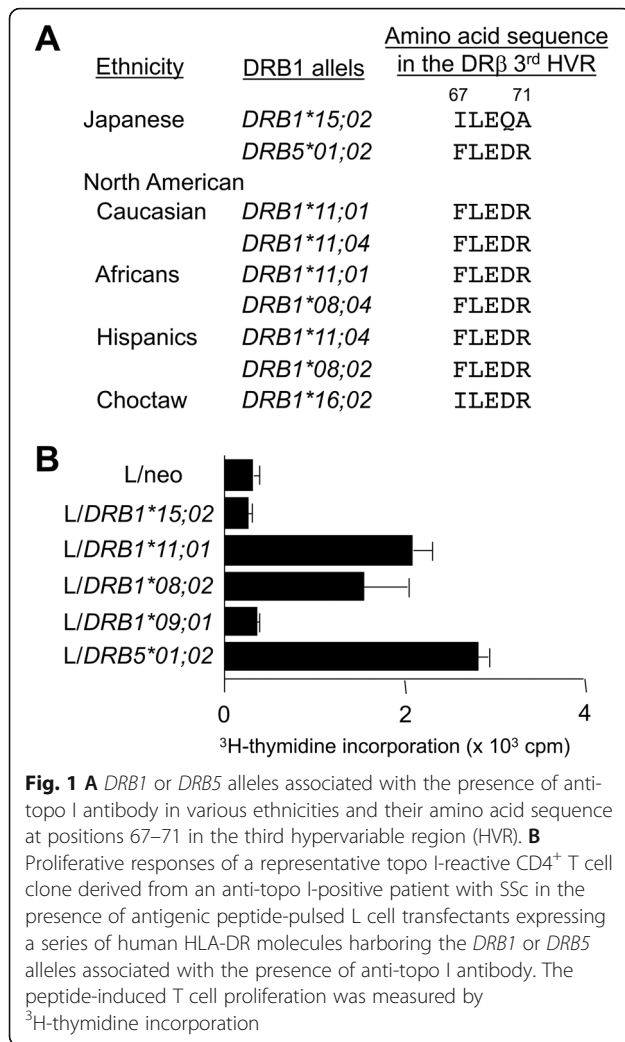 A
Ethnicity DRB1 allels Amino acid sequence in the DRβ 3rd HVR
67 71
Japanese DRB1*15;02 ILEQA
DRB5*01;02 FLEDR
North American
Caucasian DRB1*11;01 FLEDR
DRB1*11;04 FLEDR
Africans DRB1*11;01 FLEDR
DRB1*08;04 FLEDR
Hispanics DRB1*11;04 FLEDR
DRB1*08;02 FLEDR
Choctaw DRB1*16;02 ILEDR
B
L/neo
L/DRB1*15;02
L/DRB1*11;01
L/DRB1*08;02
L/DRB1*09;01
L/DRB5*01;02
0 2 4
³H-thymidine incorporation (x 10³ cpm)
Fig. 1 A DRB1 or DRB5 alleles associated with the presence of anti-
topo I antibody in various ethnicities and their amino acid sequence
at positions 67–71 in the third hypervariable region (HVR). B
Proliferative responses of a representative topo I-reactive CD4⁺ T cell
clone derived from an anti-topo I-positive patient with SSc in the
presence of antigenic peptide-pulsed L cell transfectants expressing
a series of human HLA-DR molecules harboring the DRB1 or DRB5
alleles associated with the presence of anti-topo I antibody. The
peptide-induced T cell proliferation was measured by
³H-thymidine incorporation